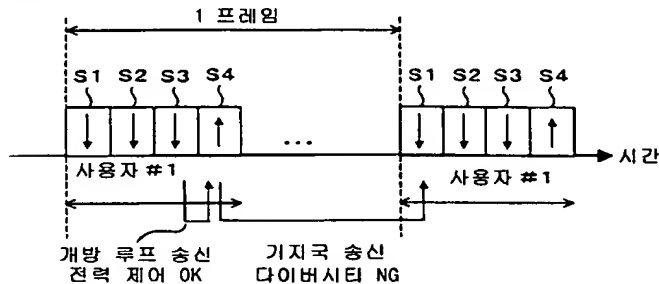 1 프레임
S1 S2 S3 S4 S1 S2 S3 S4
...
시간
사용자 #1 사용자 #1
개방 루프 송신 기지국 송신
전력 제어 OK 다이버시티 NG